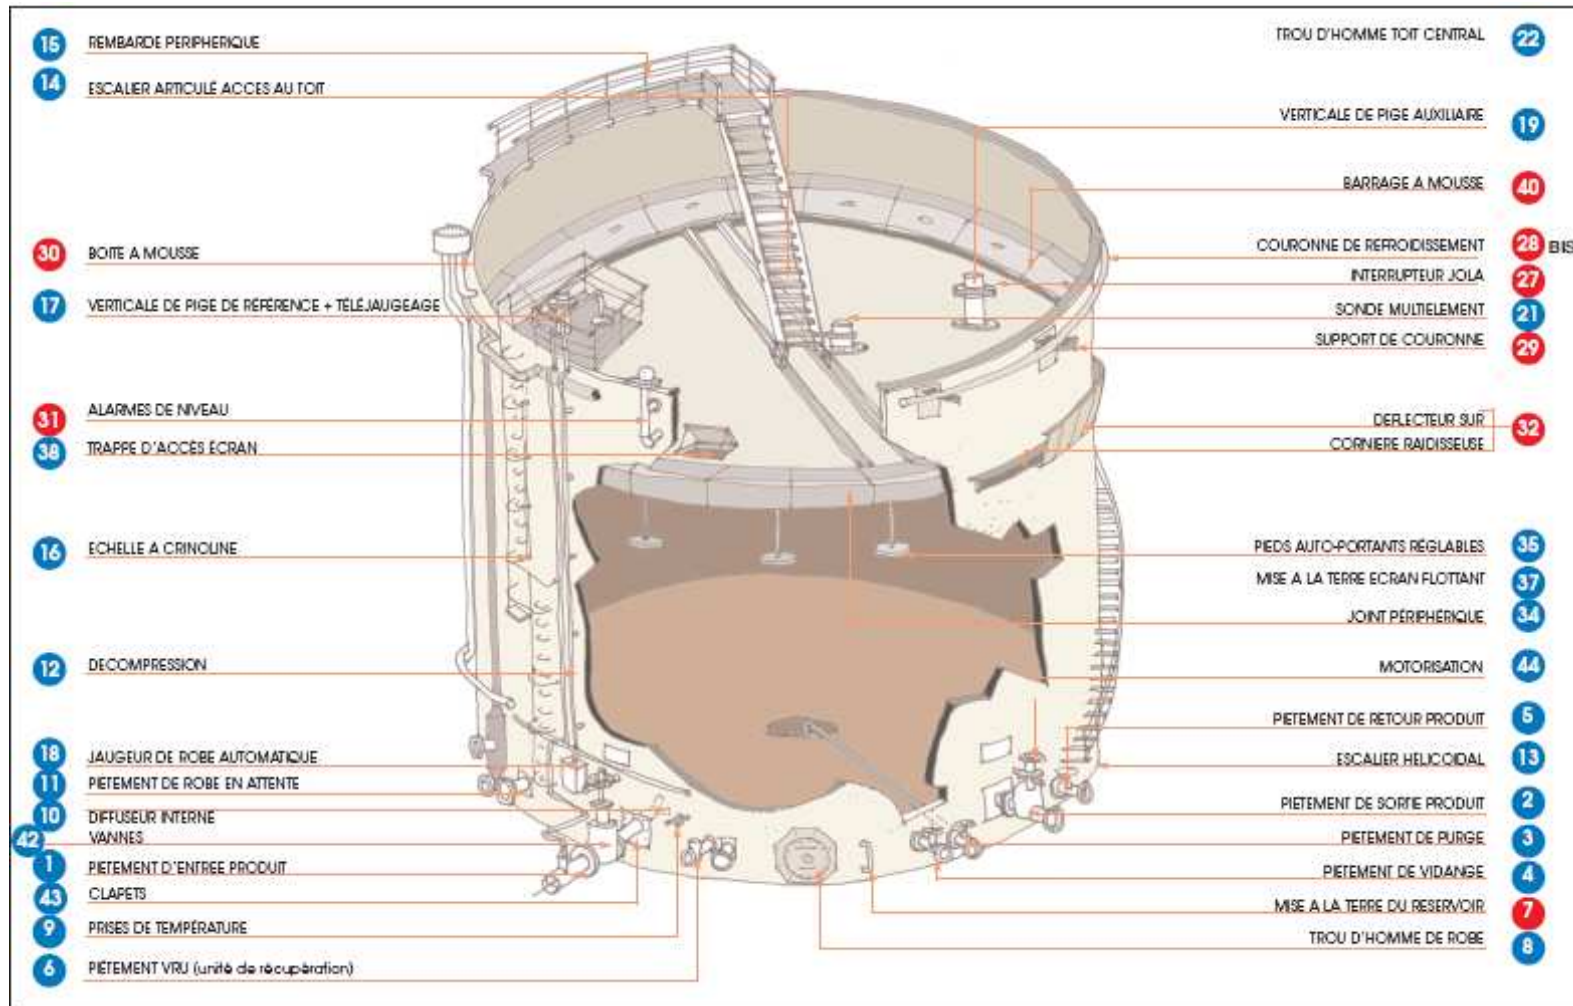 15 REMBARDE PERIPHERIQUE
14 ESCALIER ARTICULÉ ACCES AU TOIT
30 BOITE A MOUSSE
17 VERTICALE DE PIGE DE RÉFÉRENCE + TÉLÉJAUGEAGE
31 ALARMES DE NIVEAU
38 TRAPPE D'ACCÈS ÉCRAN
16 ECHELLE A CRINOLINE
12 DECOMPRESSION
18 JAUGEUR DE ROBE AUTOMATIQUE
11 PIETEMENT DE ROBE EN ATTENTE
10 DIFFUSEUR INTERNE
42 VANNES
1 PIETEMENT D'ENTREE PRODUIT
43 CLAPETS
9 PRISES DE TEMPÉRATURE
6 PIÉTEMENT VRU (unité de récupération)
TROU D'HOMME TOIT CENTRAL 22
VERTICALE DE PIGE AUXILIAIRE 19
BARRAGE A MOUSSE 40
COURONNE DE REFROIDISSEMENT 28 BIS
INTERRUPTEUR JOLA 27
SONDE MULTIELEMENT 21
SUPPORT DE COURONNE 29
DEFLECTEUR SUR 32
CORNIERE RAIDISSEUSE
PIEDS AUTO-PORTANTS RÉGLABLES 35
MISE A LA TERRE ECRAN FLOTTANT 37
JOINT PÉRIPHÉRIQUE 34
MOTORISATION 44
PIETEMENT DE RETOUR PRODUIT 5
ESCALIER HELICOIDAL 13
PIETEMENT DE SORTIE PRODUIT 2
PIETEMENT DE PURGE 3
PIETEMENT DE VIDANGE 4
MISE A LA TERRE DU RESERVOIR 7
TROU D'HOMME DE ROBE 8